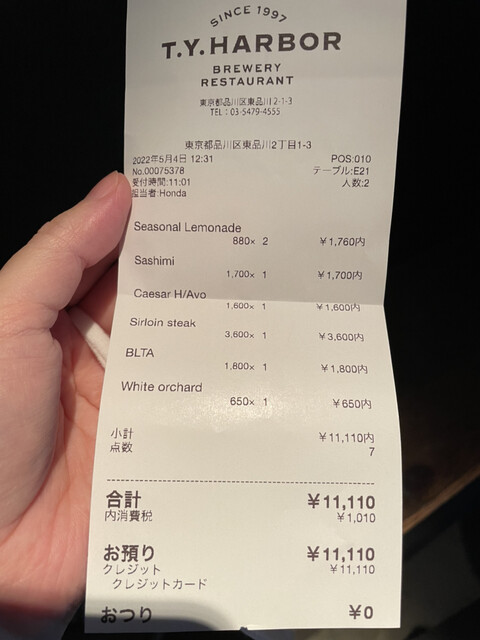 SINCE 1997
T.Y.HARBOR
BREWERY
RESTAURANT
東京都品川区東品川2-1-3
TEL:03-5479-4555
東京都品川区東品川2丁目1-3
2022年5月4日 12:31 POS:010
No.00075378 テーブル:E21
受付時間:11:01 人数:2
担当者:Honda
Seasonal Lemonade
880× 2 ¥1,760内
Sashimi
1,700× 1 ¥1,700内
Caesar H/Avo
1,600× 1 ¥1,600内
Sirloin steak
3,600× 1 ¥3,600内
BLTA
1,800× 1 ¥1,800内
White orchard
650× 1 ¥650内
小計 ¥11,110内
点数 7
合計 ¥11,110
内消費税 ¥1,010
お預り ¥11,110
クレジット ¥11,110
クレジットカード
おつり ¥0